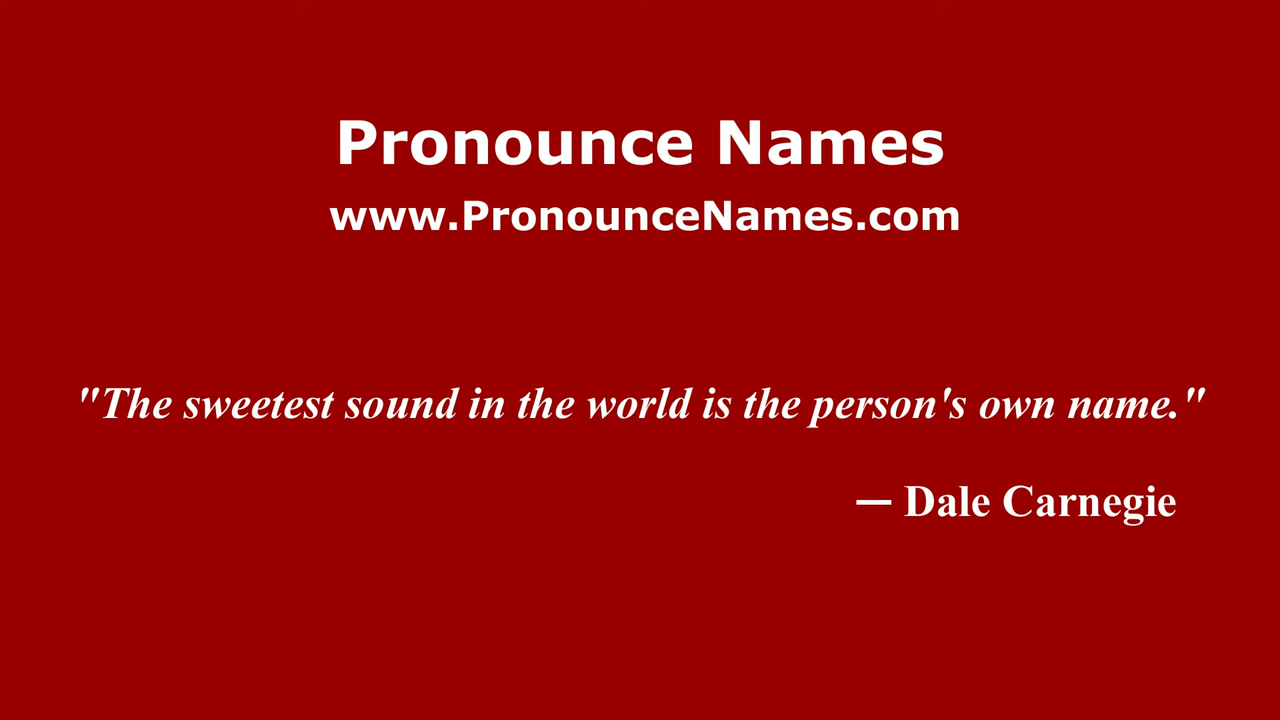 Pronounce Names
www.PronounceNames.com
"The sweetest sound in the world is the person's own name."
— Dale Carnegie